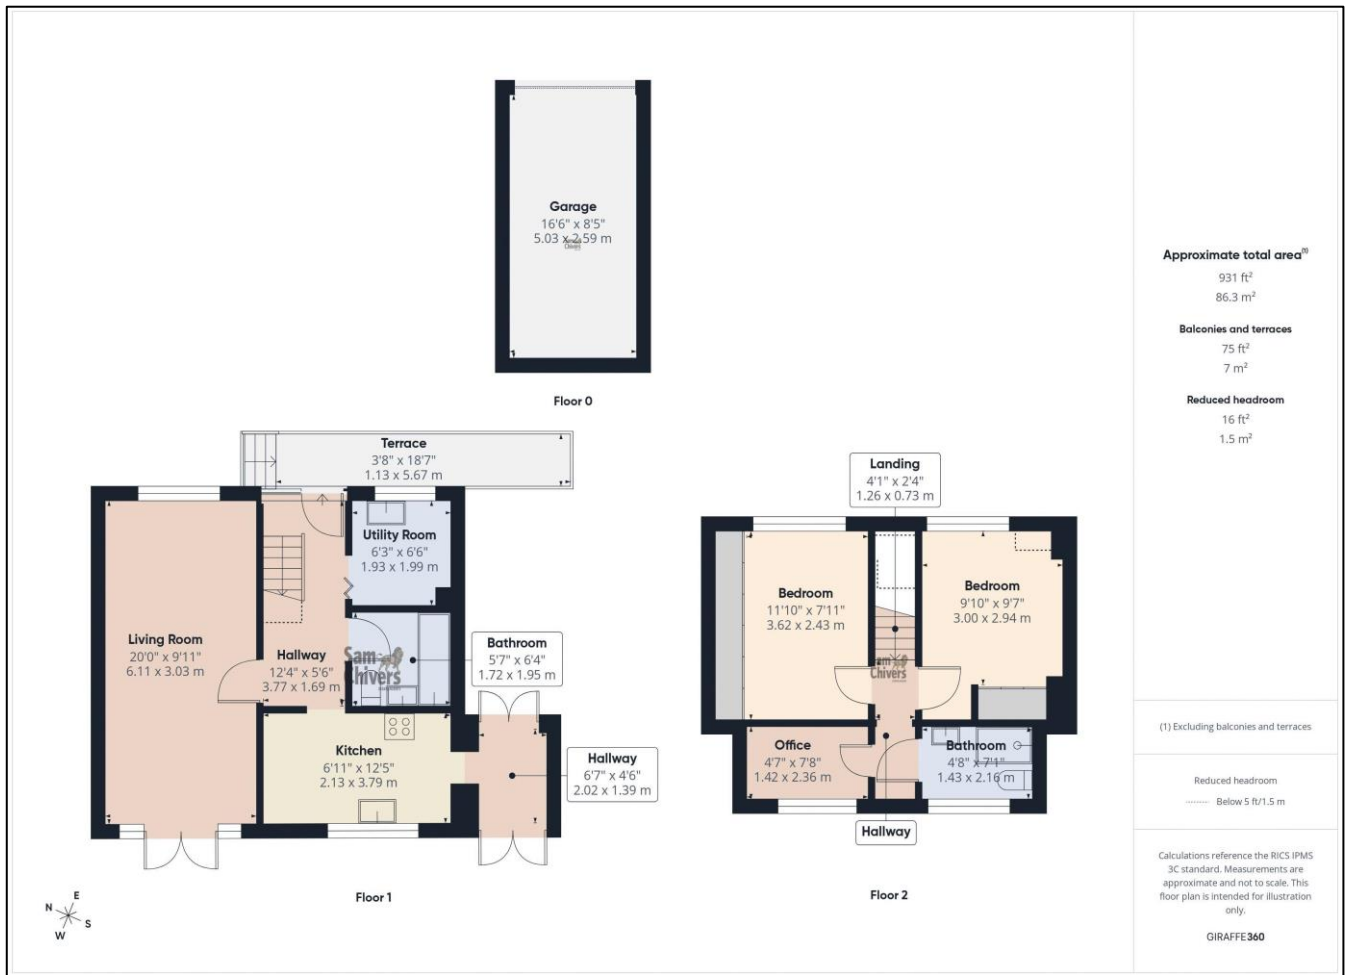 Garage
16'6" x 8'5"
5.03 x 2.59 m
Floor 0
Terrace
3'8" x 18'7"
1.13 x 5.67 m
Utility Room
6'3" x 6'6"
1.93 x 1.99 m
Living Room
20'0" x 9'11"
6.11 x 3.03 m
Hallway
12'4" x 5'6"
3.77 x 1.69 m
Sam
Chivers
Bathroom
5'7" x 6'4"
1.72 x 1.95 m
Kitchen
6'11" x 12'5"
2.13 x 3.79 m
Hallway
6'7" x 4'6"
2.02 x 1.39 m
Floor 1
N
E
S
W
Landing
4'1" x 2'4"
1.26 x 0.73 m
Bedroom
11'10" x 7'11"
3.62 x 2.43 m
Bedroom
9'10" x 9'7"
3.00 x 2.94 m
Sam
Chivers
Office
4'7" x 7'8"
1.42 x 2.36 m
Bathroom
4'8" x 7'1"
1.43 x 2.16 m
Hallway
Floor 2
Approximate total area(1)
931 ft²
86.3 m²
Balconies and terraces
75 ft²
7 m²
Reduced headroom
16 ft²
1.5 m²
(1) Excluding balconies and terraces
Reduced headroom
Below 5 ft/1.5 m
Calculations reference the RICS IPMS
3C standard. Measurements are
approximate and not to scale. This
floor plan is intended for illustration
only.
GIRAFFE360